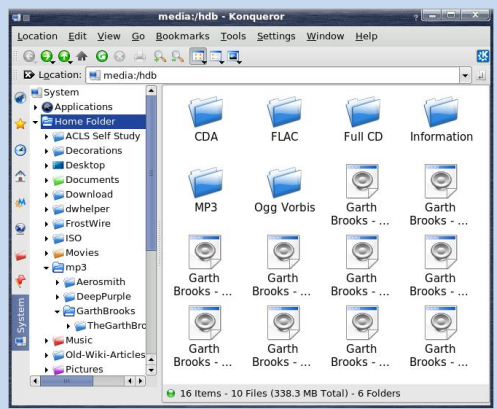 media:/hdb - Konqueror
Location Edit View Go Bookmarks Tools Settings Window Help
Location: media:/hdb
System
Applications
Home Folder
ACLS Self Study
Decorations
Desktop
Documents
Download
dwhelper
FrostWire
ISO
Movies
mp3
Aerosmith
DeepPurple
GarthBrooks
TheGarthBro
Music
Old-Wiki-Articles
Pictures
System
CDA FLAC Full CD Information
MP3 Ogg Vorbis Garth Garth
Brooks - ... Brooks - ...
Garth Garth Garth Garth
Brooks - ... Brooks - ... Brooks - ... Brooks - ...
Garth Garth Garth Garth
Brooks - ... Brooks - ... Brooks - ... Brooks - ...
16 Items - 10 Files (338.3 MB Total) - 6 Folders